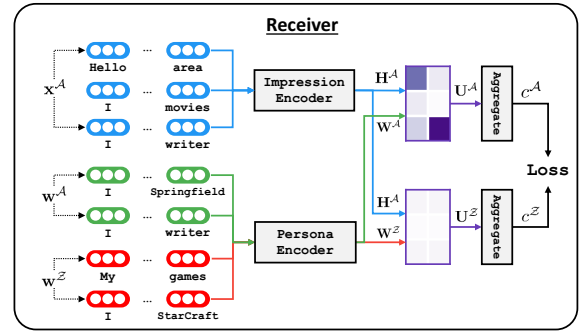 Receiver
Hello ... area
I ... movies
I ... writer
x^A
I ... Springfield
I ... writer
w^A
My ... games
I ... StarCraft
w^Z
Impression
Encoder
Persona
Encoder
H^A
W^A
U^A
Aggregate
c^A
Loss
H^A
W^Z
U^Z
Aggregate
c^Z